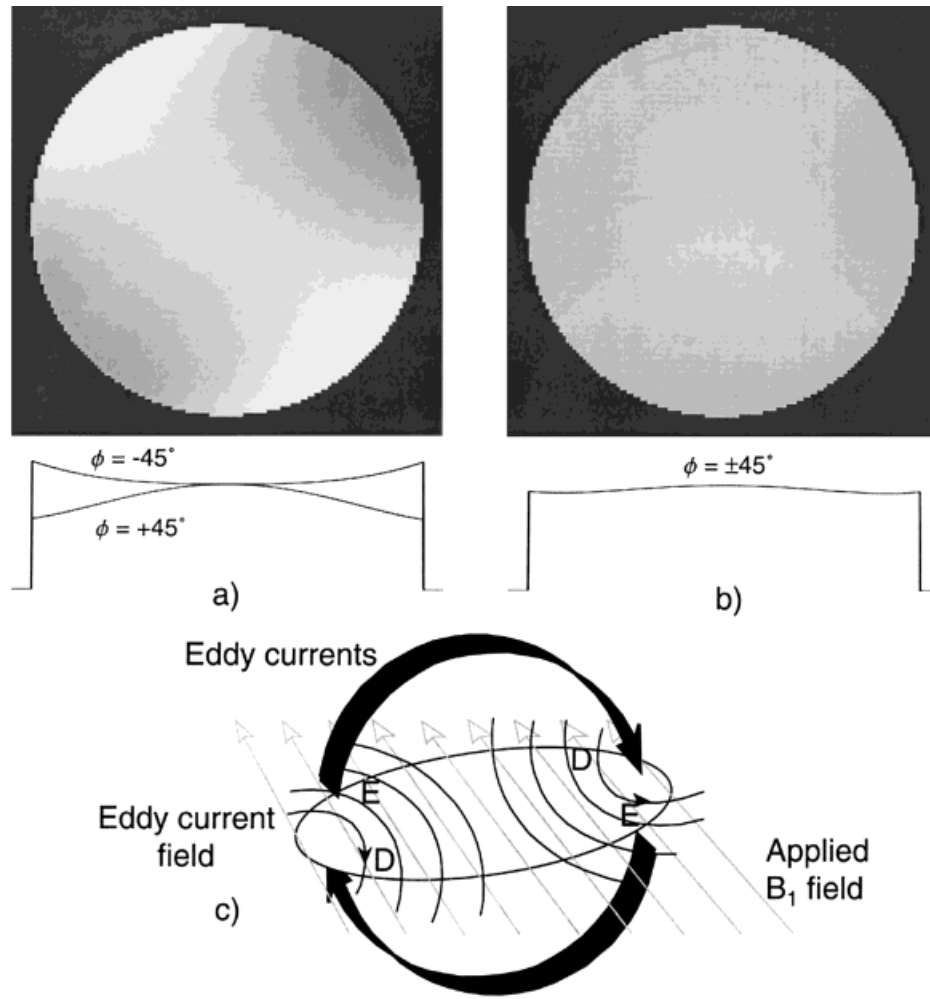 ϕ = -45°
ϕ = +45°
a)
ϕ = ±45°
b)
Eddy currents
D
E
Eddy current
field
D
E
Applied
B₁ field
c)